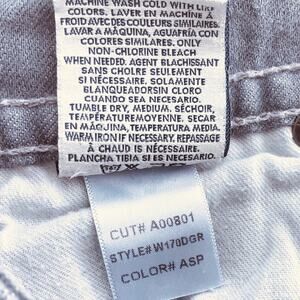 MACHINE WASH COLD WITH LIKE
COLORS. LAVER EN MACHINE À
FROID AVEC DES COULEURS SIMILAIRES.
LAVAR A MÀQUINA, AGUAFRÍA CON
COLORES SIMILARES. ONLY
NON-CHLORINE BLEACH
WHEN NEEDED. AGENT BLACHISSANT
SANS CHOLRE SEULEMENT
SI NÉCESSAIRE. SOLAMENTE
BLANQUEADORSIN CLORO
CUANDO SEA NECESARIO.
TUMBLE DRY, MEDIUM. SÉCHOIR,
TEMPÉRATUREMOYENNE. SECAR
EN MÁQJINA, TEMPERATURA MEDIA.
WARM IRON IF NECESARY, REPASSAGE
À CHAUD IS NÉCESSAIRE.
PLANCHA TIBIA SI ES NECESARIO.
CUT# A00801
STYLE# W170DGR
COLOR# ASP